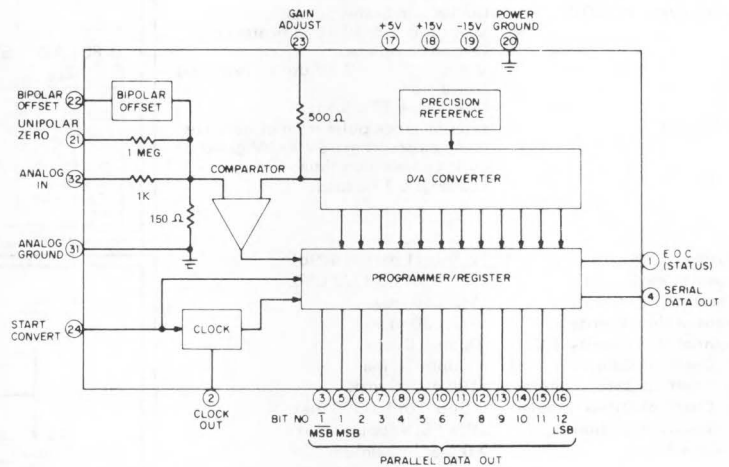 GAIN
ADJUST
23
+5V
17
+15V
18
-15V
19
POWER
GROUND
20
BIPOLAR
OFFSET
22
BIPOLAR
OFFSET
UNIPOLAR
ZERO
21
1 MEG.
ANALOG
IN
32
1K
150 Ω
ANALOG
GROUND
31
COMPARATOR
500 Ω
PRECISION
REFERENCE
D/A CONVERTER
PROGRAMMER/REGISTER
1 E O C
(STATUS)
4 SERIAL
DATA OUT
START
CONVERT
24
CLOCK
2
CLOCK
OUT
3 5 6 7 8 9 10 11 12 13 14 15 16
BIT NO 1 1 2 3 4 5 6 7 8 9 10 11 12
MSB MSB LSB
PARALLEL DATA OUT